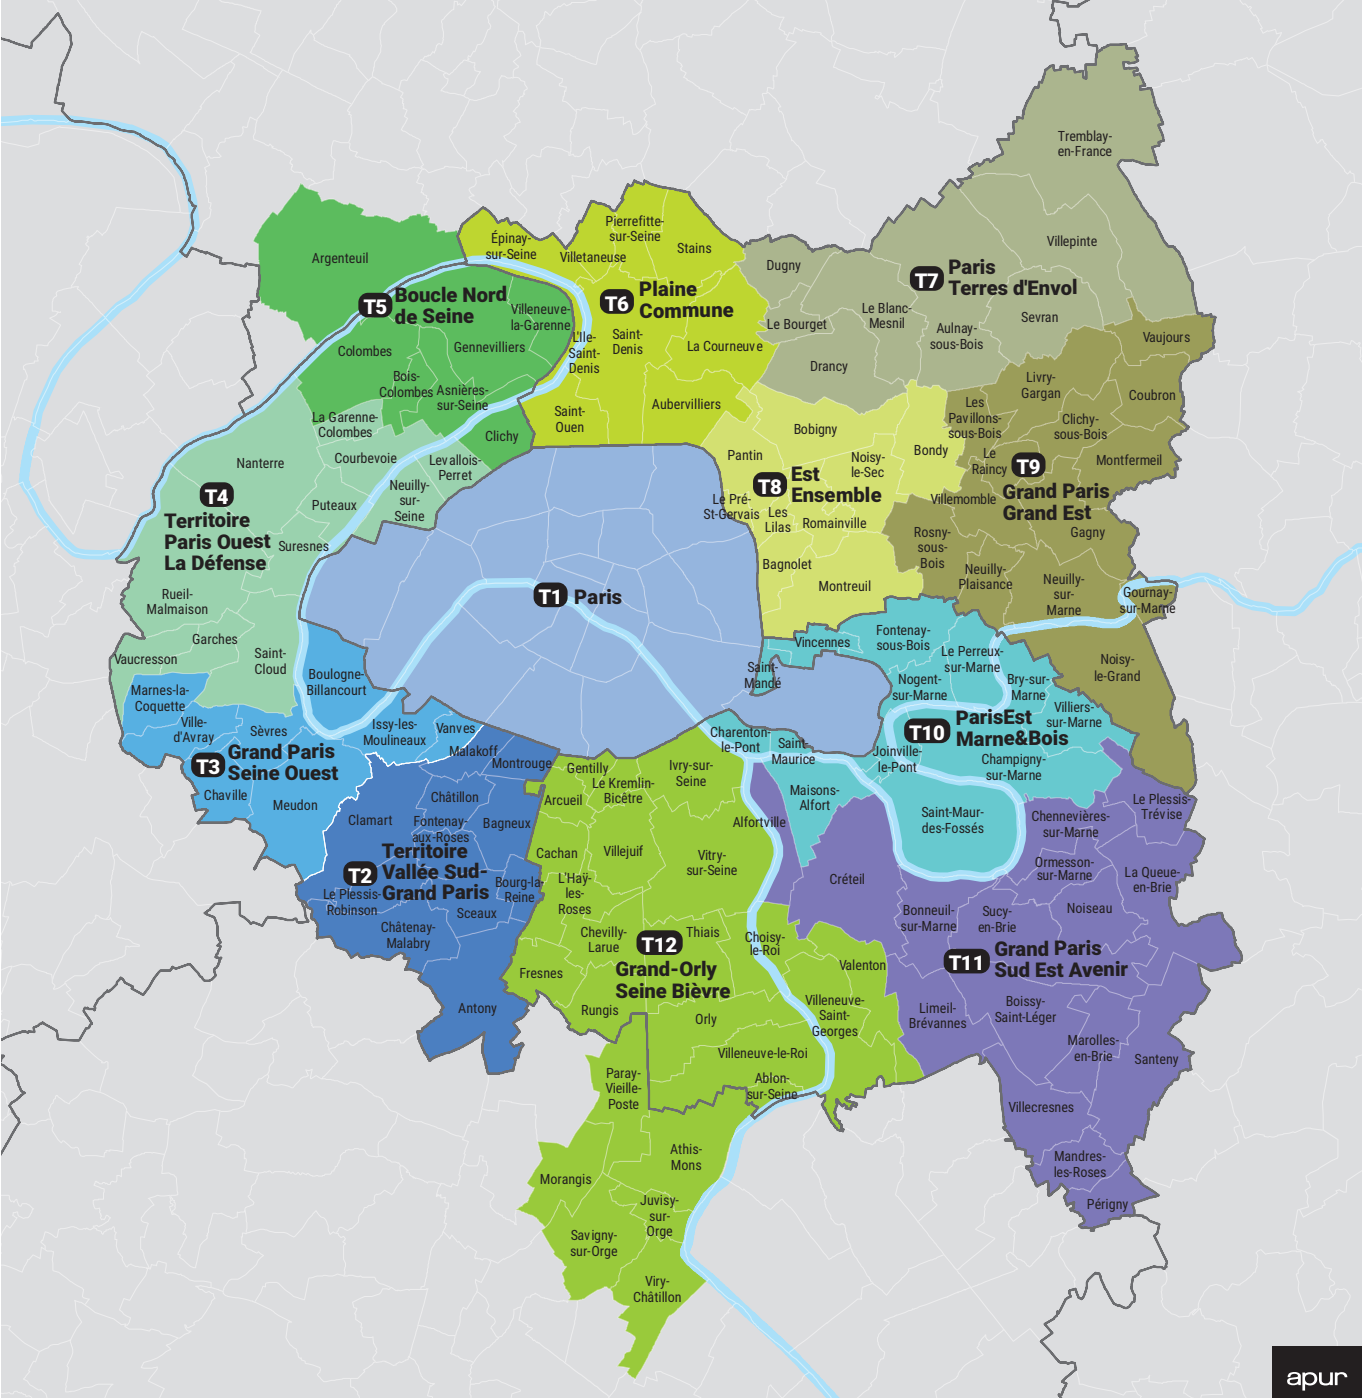 Tremblay-
en-France
Villepinte
Dugny
T7
Paris
Terres d'Envol
Le Bourget
Le Blanc-
Mesnil
Aulnay-
sous-Bois
Sevran
Drancy
Argenteuil
T5
Boucle Nord
de Seine
Villeneuve-
la-Garenne
Colombes
Gennevilliers
Bois-
Colombes
Asnières-
sur-Seine
Clichy
Épinay-
sur-Seine
Villetaneuse
Pierrefitte-
sur-Seine
Stains
T6
Plaine
Commune
L'Ile-
Saint-
Denis
Saint-
Denis
La Courneuve
Saint-
Ouen
Aubervilliers
Vaujours
Livry-
Gargan
Coubron
Les
Pavillons-
sous-Bois
Clichy-
sous-Bois
Le
Raincy
T9
Grand Paris
Grand Est
Montfermeil
Villemomble
Gagny
Rosny-
sous-
Bois
Neuilly-
Plaisance
Neuilly-
sur-
Marne
Gournay-
sur-Marne
Noisy-
le-Grand
Bobigny
Bondy
Pantin
Noisy-
le-Sec
T8
Est
Ensemble
Le Pré-
St-Gervais
Les
Lilas
Romainville
Bagnolet
Montreuil
La Garenne-
Colombes
Nanterre
Courbevoie
Levallois-
Perret
Neuilly-
sur-
Seine
T4
Territoire
Paris Ouest
La Défense
Puteaux
Suresnes
Rueil-
Malmaison
Garches
Vaucresson
Saint-
Cloud
T1
Paris
Marnes-la-
Coquette
Boulogne-
Billancourt
Ville-
d'Avray
Sèvres
Issy-les-
Moulineaux
Vanves
T3
Grand Paris
Seine Ouest
Chaville
Meudon
Malakoff
Montrouge
Châtillon
Clamart
Fontenay-
aux-Roses
Bagneux
T2
Territoire
Vallée Sud-
Grand Paris
Le Plessis-
Robinson
Bourg-la-
Reine
Sceaux
Châtenay-
Malabry
Antony
Saint-
Mandé
Vincennes
Fontenay-
sous-Bois
Le Perreux-
sur-Marne
Nogent-
sur-Marne
Bry-sur-
Marne
Villiers-
sur-Marne
T10
ParisEst
Marne&Bois
Charenton-
le-Pont
Saint-
Maurice
Joinville-
le-Pont
Champigny-
sur-Marne
Maisons-
Alfort
Saint-Maur-
des-Fossés
Le Plessis-
Trévise
Chennevières-
sur-Marne
Alfortville
Ormesson-
sur-Marne
La Queue-
en-Brie
Créteil
Bonneuil-
sur-Marne
Sucy-
en-Brie
Noiseau
T11
Grand Paris
Sud Est Avenir
Limeil-
Brévannes
Boissy-
Saint-Léger
Marolles-
en-Brie
Santeny
Villecresnes
Mandres-
les-Roses
Périgny
Gentilly
Ivry-sur-
Seine
Le Kremlin-
Bicêtre
Arcueil
Cachan
Villejuif
Vitry-
sur-Seine
L'Haÿ-
les-
Roses
Chevilly-
Larue
T12
Thiais
Choisy-
le-Roi
Grand-Orly
Seine Bièvre
Fresnes
Valenton
Rungis
Orly
Villeneuve-
Saint-
Georges
Villeneuve-le-Roi
Ablon-
sur-Seine
Paray-
Vieille-
Poste
Athis-
Mons
Morangis
Juvisy-
sur-
Orge
Savigny-
sur-Orge
Viry-
Châtillon
apur